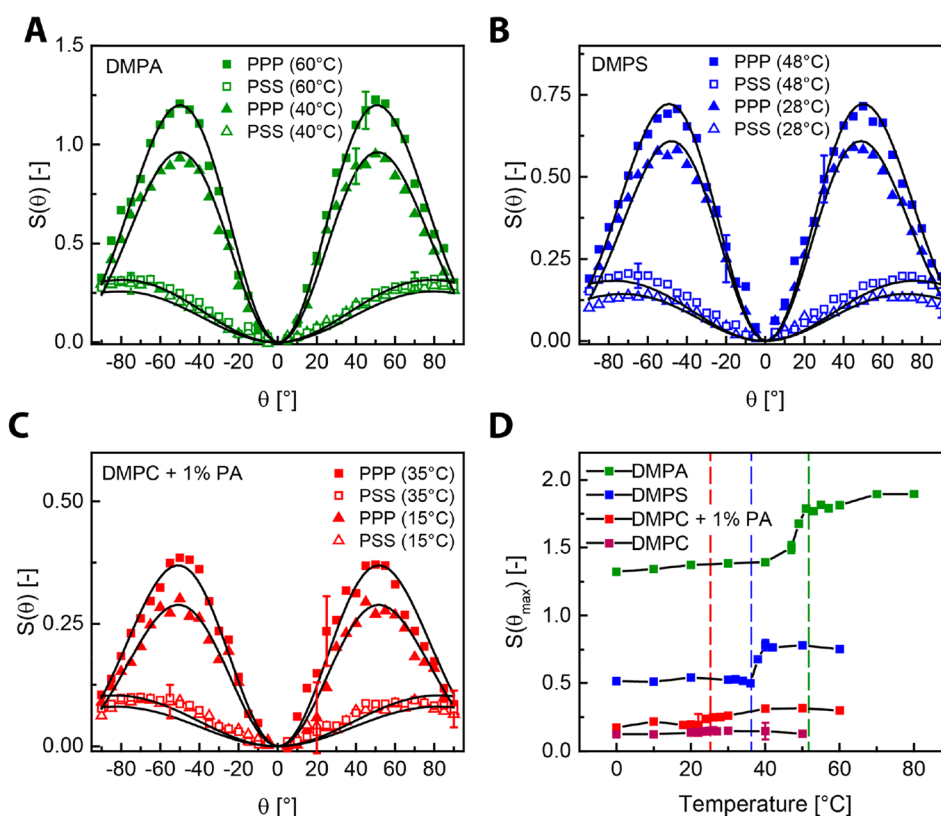 A
DMPA
PPP (60°C)
PSS (60°C)
PPP (40°C)
PSS (40°C)
S(θ) [-]
1.5
1.0
0.5
0.0
-80 -60 -40 -20 0 20 40 60 80
θ [°]
B
DMPS
PPP (48°C)
PSS (48°C)
PPP (28°C)
PSS (28°C)
S(θ) [-]
0.75
0.50
0.25
0.00
-80 -60 -40 -20 0 20 40 60 80
θ [°]
C
DMPC + 1% PA
PPP (35°C)
PSS (35°C)
PPP (15°C)
PSS (15°C)
S(θ) [-]
0.50
0.25
0.00
-80 -60 -40 -20 0 20 40 60 80
θ [°]
D
DMPA
DMPS
DMPC + 1% PA
DMPC
S(θmax) [-]
2.0
1.5
1.0
0.5
0.0
0 20 40 60 80
Temperature [°C]